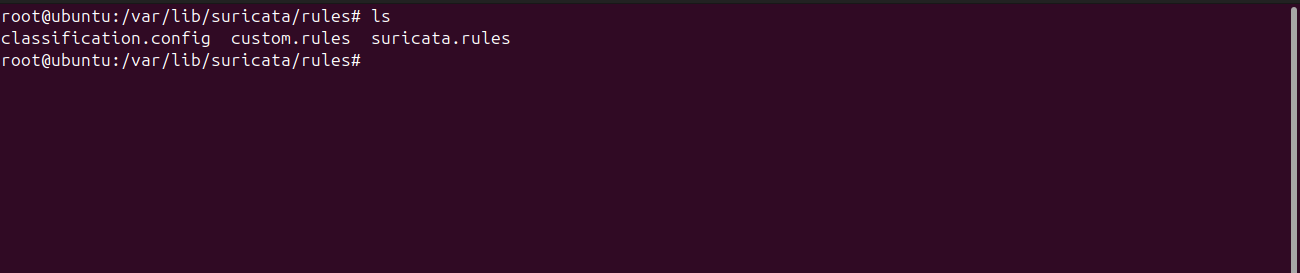 root@ubuntu:/var/lib/suricata/rules# ls
classification.config  custom.rules  suricata.rules
root@ubuntu:/var/lib/suricata/rules#